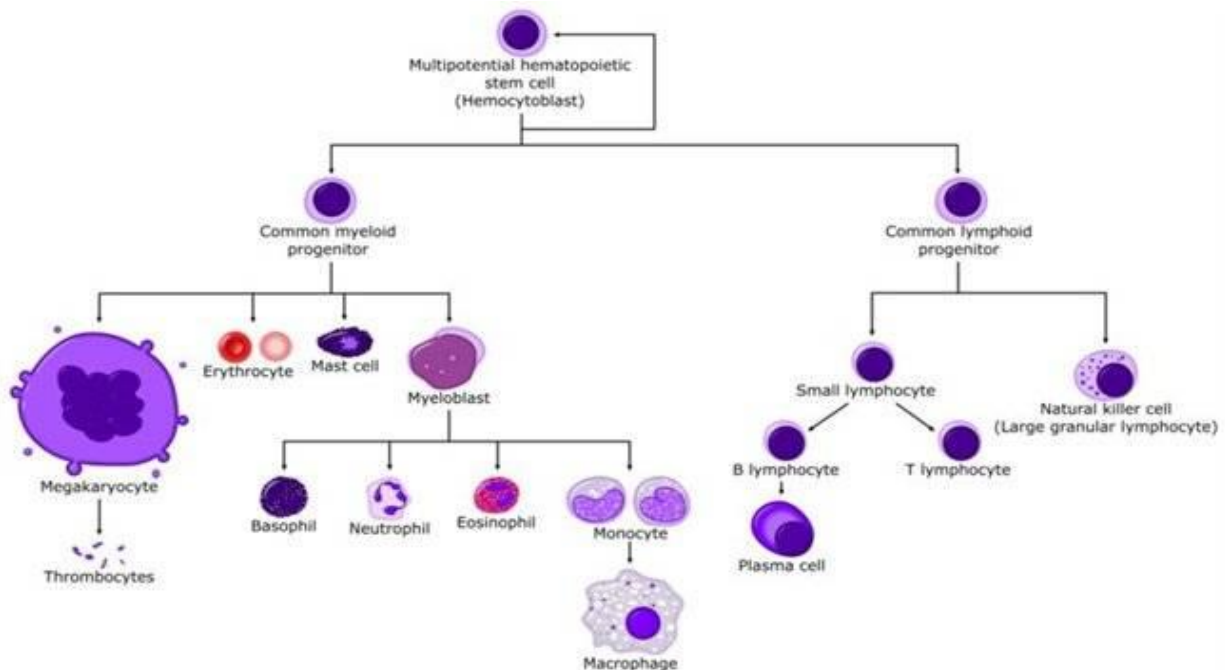 Multipotential hematopoietic
stem cell
(Hemocytoblast)
Common myeloid
progenitor
Common lymphoid
progenitor
Megakaryocyte
Thrombocytes
Erythrocyte
Mast cell
Myeloblast
Basophil
Neutrophil
Eosinophil
Monocyte
Macrophage
Small lymphocyte
Natural killer cell
(Large granular lymphocyte)
B lymphocyte
T lymphocyte
Plasma cell